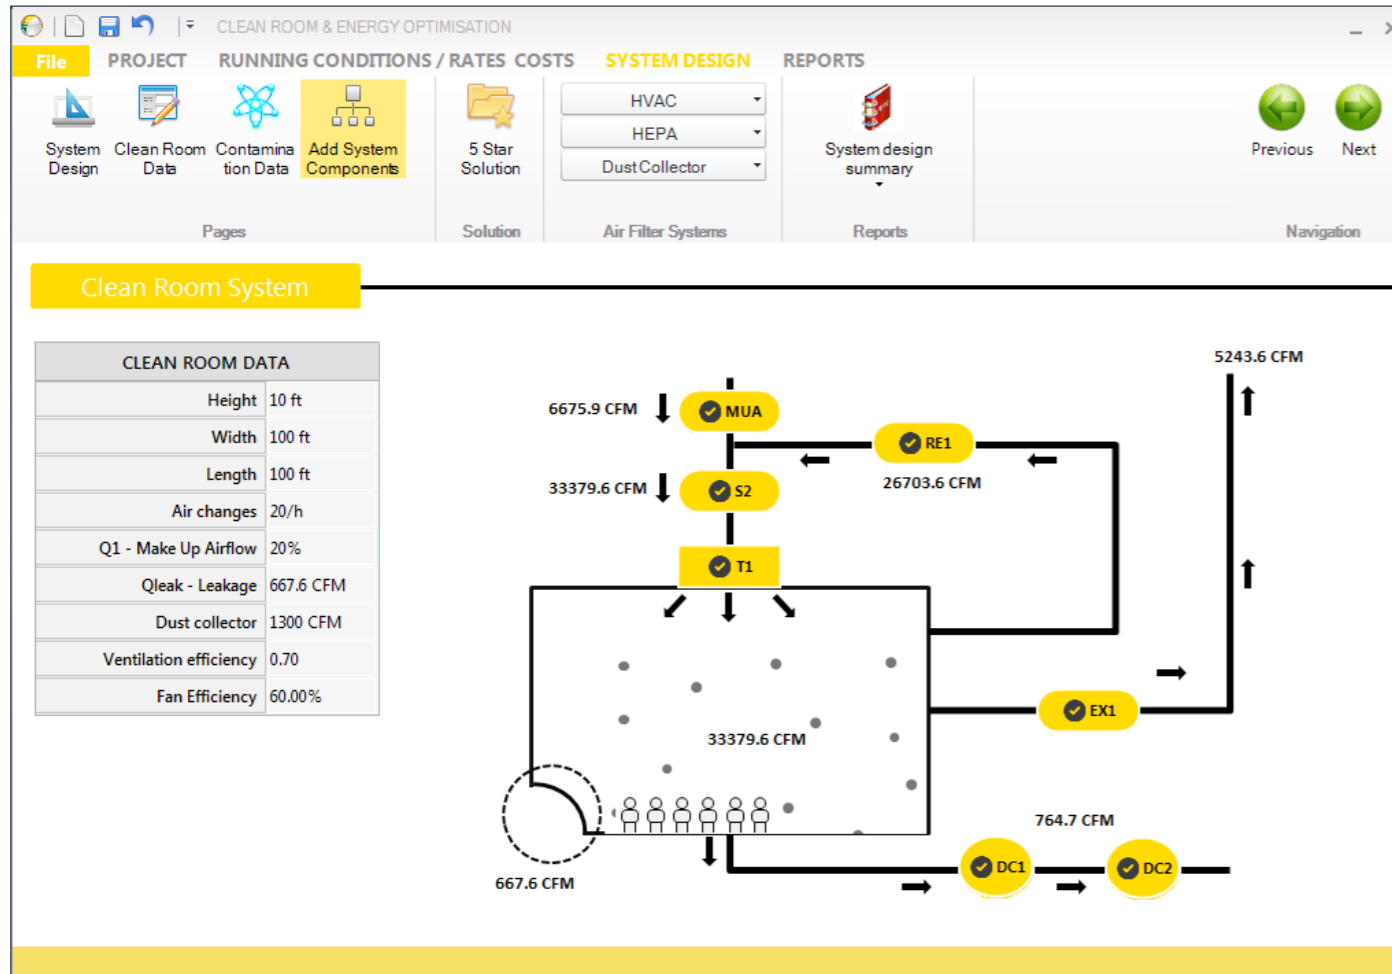 CLEAN ROOM & ENERGY OPTIMISATION
File PROJECT RUNNING CONDITIONS / RATES COSTS SYSTEM DESIGN REPORTS
System Design
Clean Room Data
Contamina tion Data
Add System Components
5 Star Solution
HVAC
HEPA
Dust Collector
System design summary
Previous Next
Pages Solution Air Filter Systems Reports Navigation
Clean Room System
CLEAN ROOM DATA
Height 10 ft
Width 100 ft
Length 100 ft
Air changes 20/h
Q1 - Make Up Airflow 20%
Qleak - Leakage 667.6 CFM
Dust collector 1300 CFM
Ventilation efficiency 0.70
Fan Efficiency 60.00%
5243.6 CFM
6675.9 CFM MUA
RE1
33379.6 CFM S2
26703.6 CFM
T1
EX1
33379.6 CFM
764.7 CFM
DC1 DC2
667.6 CFM